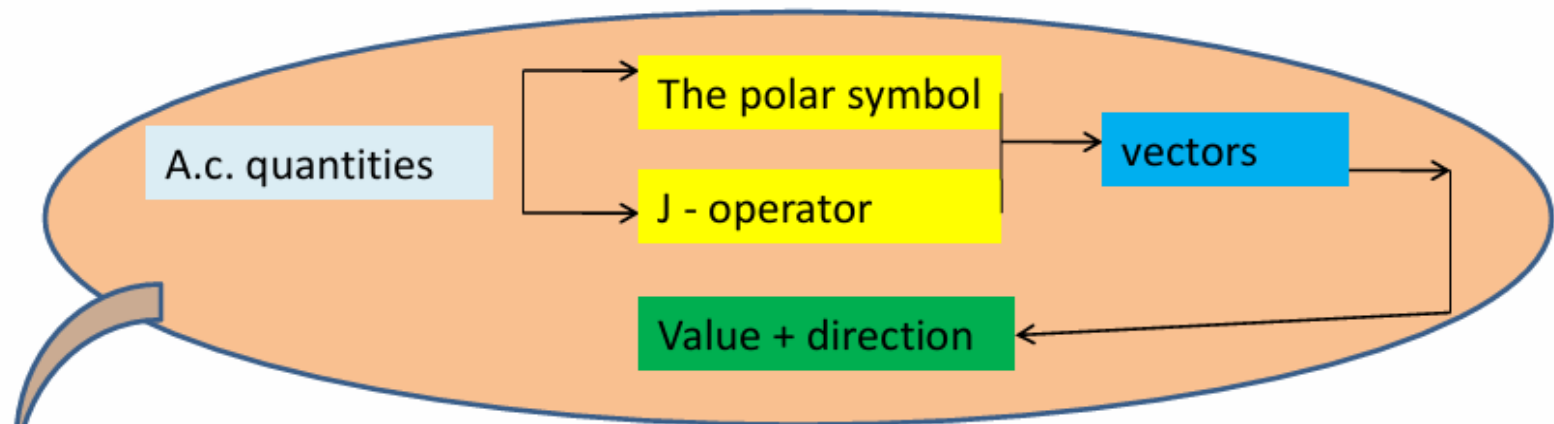 The polar symbol
A.c. quantities
vectors
J - operator
Value + direction